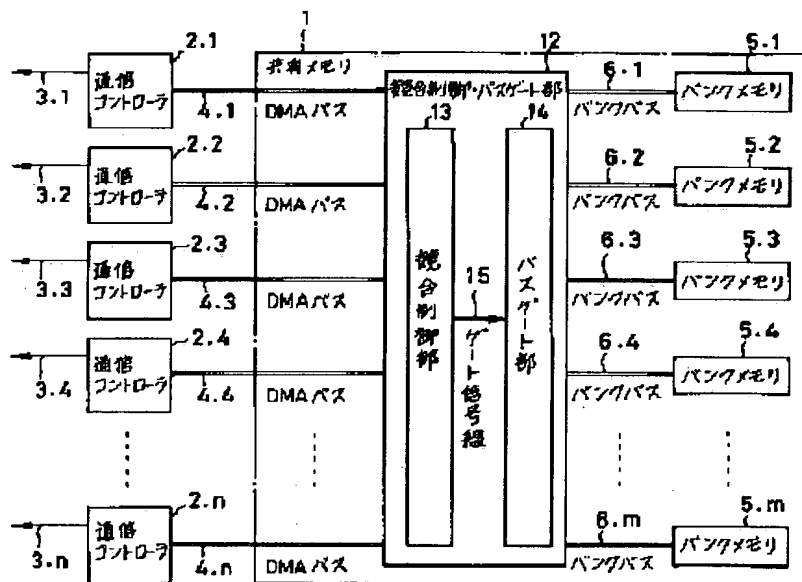 1
2.1
通信
コントローラ
3.1
4.1
共有メモリ
DMAバス
12
競合制御・バスゲート部
13
14
6.1
バンクバス
5.1
バンクメモリ
2.2
通信
コントローラ
3.2
4.2
DMAバス
6.2
バンクバス
5.2
バンクメモリ
2.3
通信
コントローラ
3.3
4.3
DMAバス
競合制御部
15
ゲート信号線
バスゲート部
6.3
バンクバス
5.3
バンクメモリ
2.4
通信
コントローラ
3.4
4.4
DMAバス
6.4
バンクバス
5.4
バンクメモリ
2.n
通信
コントローラ
3.n
4.n
DMAバス
6.m
バンクバス
5.m
バンクメモリ